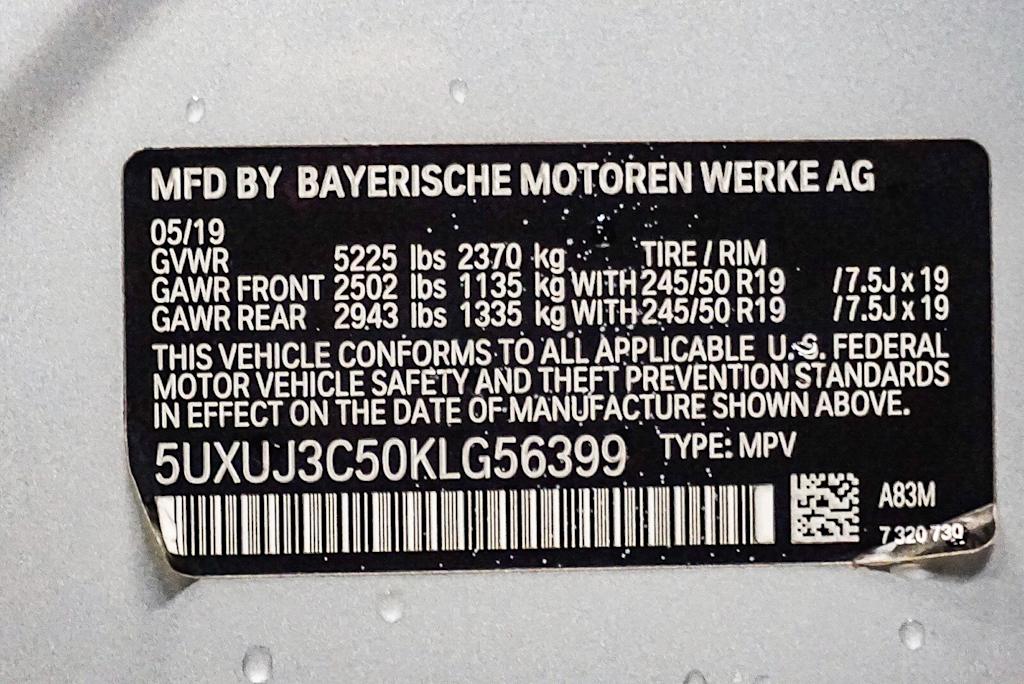 MFD BY BAYERISCHE MOTOREN WERKE AG
05/19
GVWR 5225 lbs 2370 kg TIRE / RIM
GAWR FRONT 2502 lbs 1135 kg WITH 245/50 R19 /7.5J x 19
GAWR REAR 2943 lbs 1335 kg WITH 245/50 R19 /7.5J x 19
THIS VEHICLE CONFORMS TO ALL APPLICABLE U.S. FEDERAL
MOTOR VEHICLE SAFETY AND THEFT PREVENTION STANDARDS
IN EFFECT ON THE DATE OF MANUFACTURE SHOWN ABOVE.
5UXUJ3C50KLG56399 TYPE: MPV
A83M
7 320 730